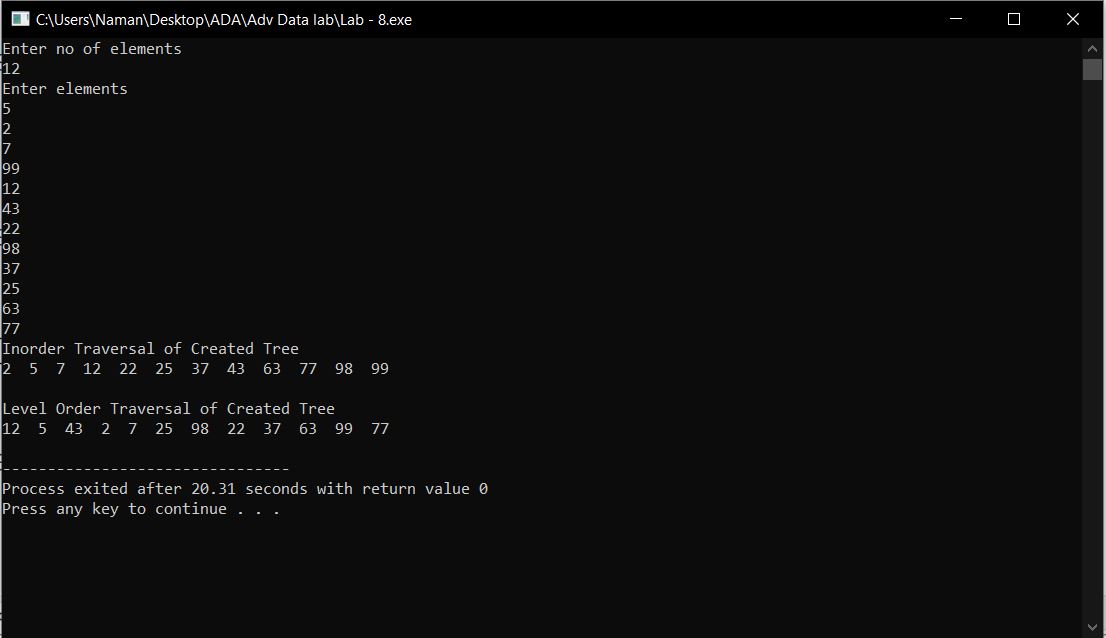 C:\Users\Naman\Desktop\ADA\Adv Data lab\Lab - 8.exe
Enter no of elements
12
Enter elements
5
2
7
99
12
43
22
98
37
25
63
77
Inorder Traversal of Created Tree
2  5  7  12  22  25  37  43  63  77  98  99
Level Order Traversal of Created Tree
12  5  43  2  7  25  98  22  37  63  99  77
--------------------------------
Process exited after 20.31 seconds with return value 0
Press any key to continue . . .